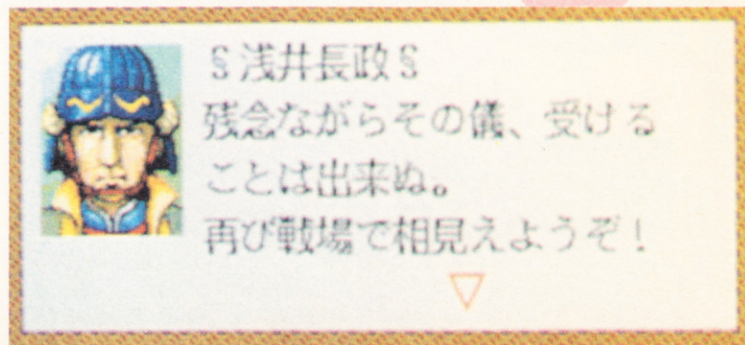 §浅井長政§
残念ながらその儀、受ける
ことは出来ぬ。
再び戦場で相見えようぞ！